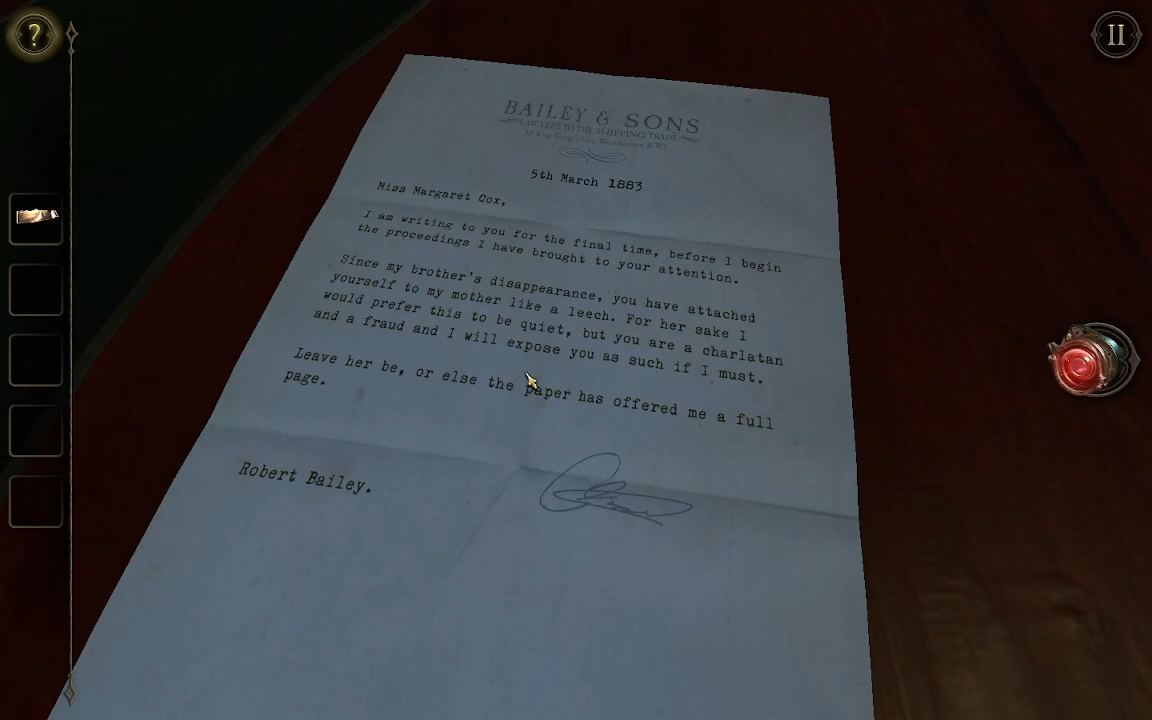 ?
BAILEY & SONS
LAWYERS TO THE SHIPPING TRADE
5th March 1883
Miss Margaret Cox,
I am writing to you for the final time, before I begin
the proceedings I have brought to your attention.
Since my brother's disappearance, you have attached
yourself to my mother like a leech. For her sake I
would prefer this to be quiet, but you are a charlatan
and a fraud and I will expose you as such if I must.
Leave her be, or else the paper has offered me a full
page.
Robert Bailey.